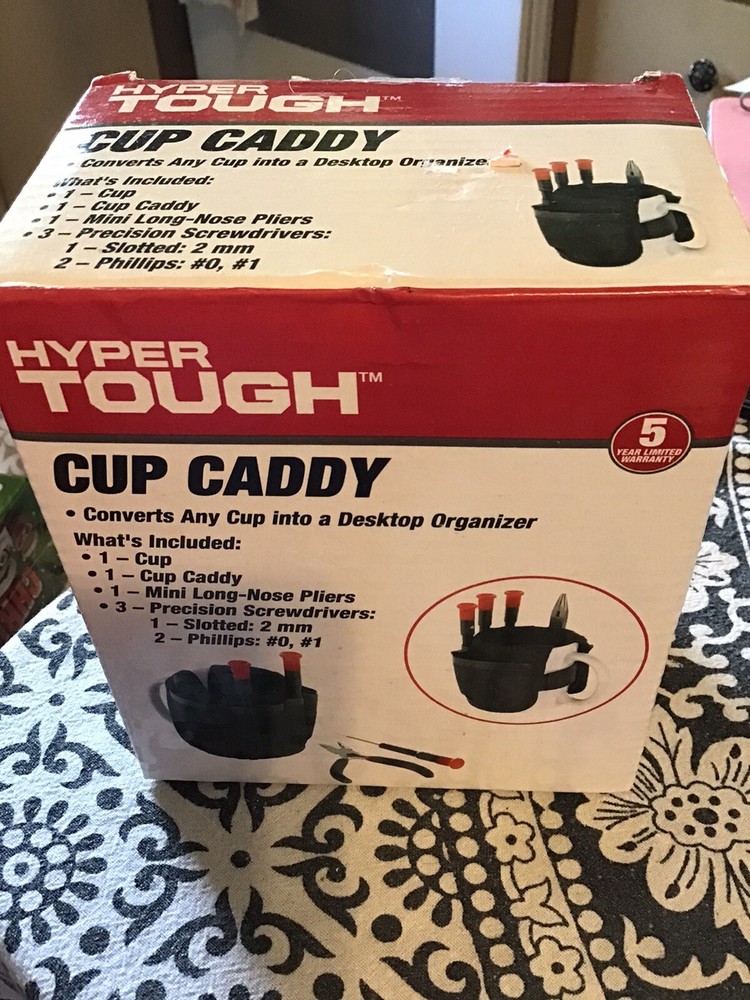 HYPER
TOUGH™
CUP CADDY
• Converts Any Cup into a Desktop Organize
What's Included:
• 1 – Cup
• 1 – Cup Caddy
• 1 – Mini Long-Nose Pliers
• 3 – Precision Screwdrivers:
1 – Slotted: 2 mm
2 – Phillips: #0, #1
HYPER
TOUGH™
5
YEAR LIMITED
WARRANTY
CUP CADDY
• Converts Any Cup into a Desktop Organizer
What's Included:
• 1 – Cup
• 1 – Cup Caddy
• 1 – Mini Long-Nose Pliers
• 3 – Precision Screwdrivers:
1 – Slotted: 2 mm
2 – Phillips: #0, #1